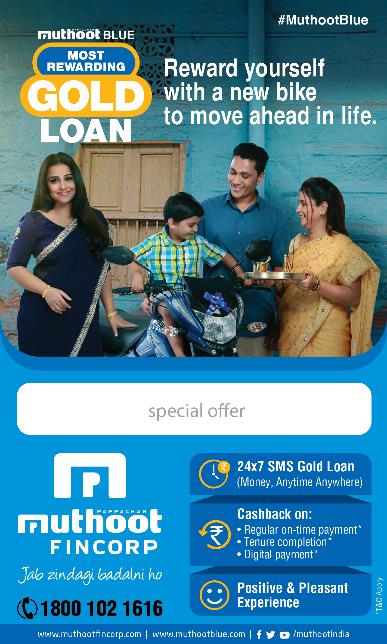 #MuthootBlue
muthoot BLUE
MOST
REWARDING
GOLD
LOAN
Reward yourself
with a new bike
to move ahead in life.
special offer
PAPPACHAN
muthoot
FINCORP
Jab zindagi badalni ho
1800 102 1616
24x7 SMS Gold Loan
(Money, Anytime Anywhere)
Cashback on:
• Regular on-time payment*
• Tenure completion*
• Digital payment*
Positive & Pleasant
Experience
*T&C Apply
www.muthootfincorp.com | www.muthootblue.com | /muthootindia